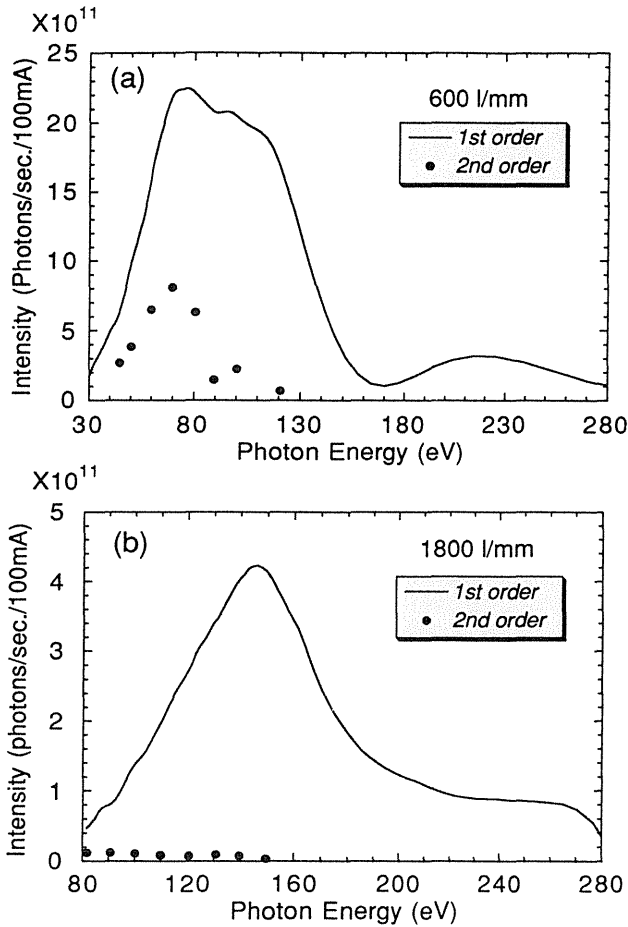 X10¹¹
25
20
15
10
5
0
(a)
600 l/mm
1st order
2nd order
Intensity (Photons/sec./100mA)
30 80 130 180 230 280
Photon Energy (eV)
X10¹¹
5
4
3
2
1
0
(b)
1800 l/mm
1st order
2nd order
Intensity (photons/sec./100mA)
80 120 160 200 240 280
Photon Energy (eV)